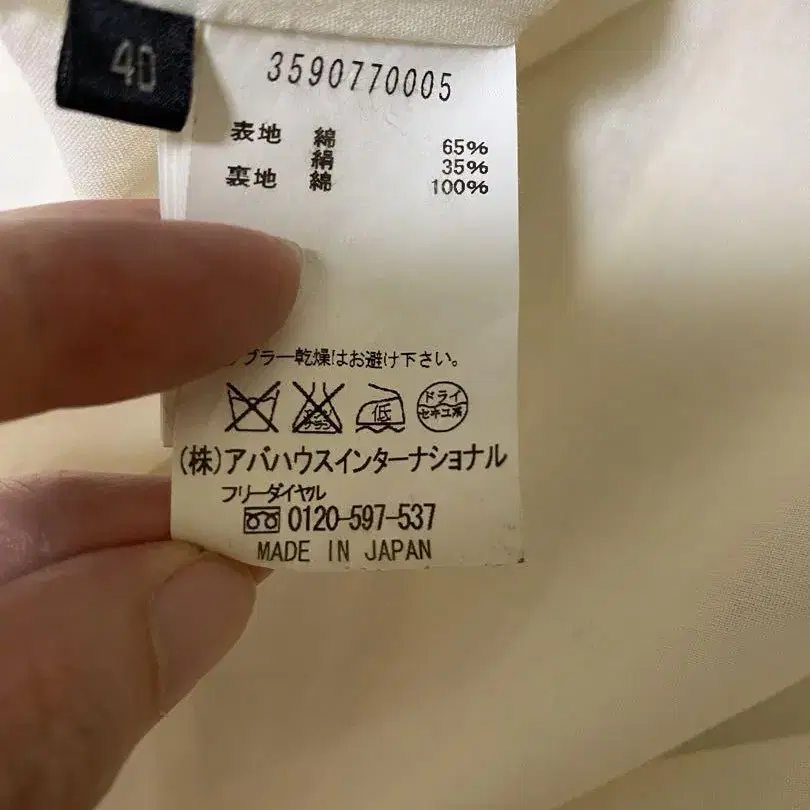 40
3590770005
表地 綿 65%
絹 35%
裏地 綿 100%
ブラー乾燥はお避け下さい。
低
ドライ
セキユ系
(株)アバハウスインターナショナル
フリーダイヤル
0120-597-537
MADE IN JAPAN